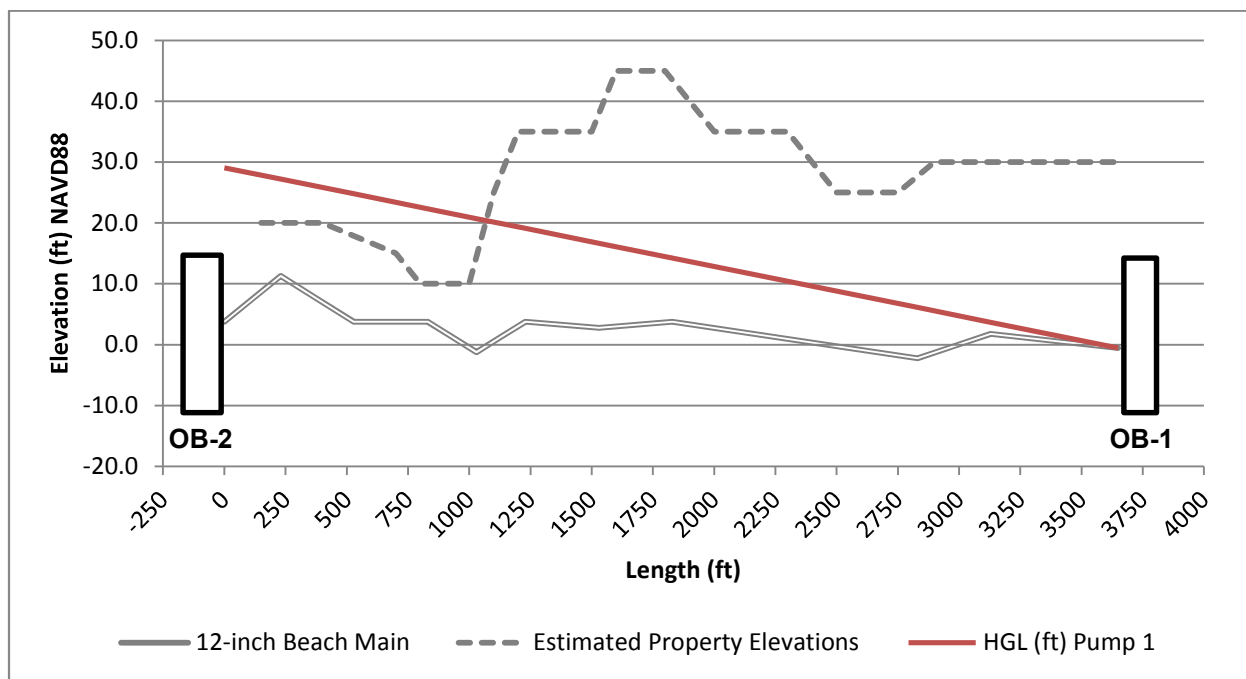 50.0
40.0
30.0
20.0
10.0
0.0
-10.0
-20.0
Elevation (ft) NAVD88
OB-2
OB-1
-250 0 250 500 750 1000 1250 1500 1750 2000 2250 2500 2750 3000 3250 3500 3750 4000
Length (ft)
12-inch Beach Main Estimated Property Elevations HGL (ft) Pump 1